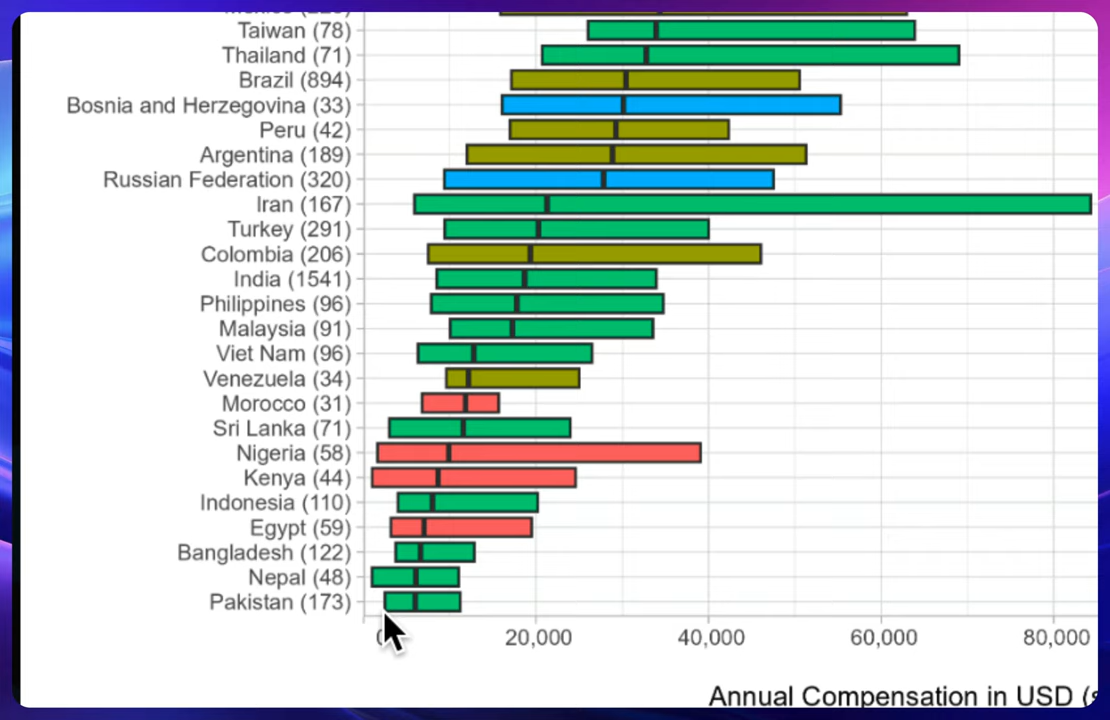 Taiwan (78)
Thailand (71)
Brazil (894)
Bosnia and Herzegovina (33)
Peru (42)
Argentina (189)
Russian Federation (320)
Iran (167)
Turkey (291)
Colombia (206)
India (1541)
Philippines (96)
Malaysia (91)
Viet Nam (96)
Venezuela (34)
Morocco (31)
Sri Lanka (71)
Nigeria (58)
Kenya (44)
Indonesia (110)
Egypt (59)
Bangladesh (122)
Nepal (48)
Pakistan (173)
20,000 40,000 60,000 80,000
Annual Compensation in USD